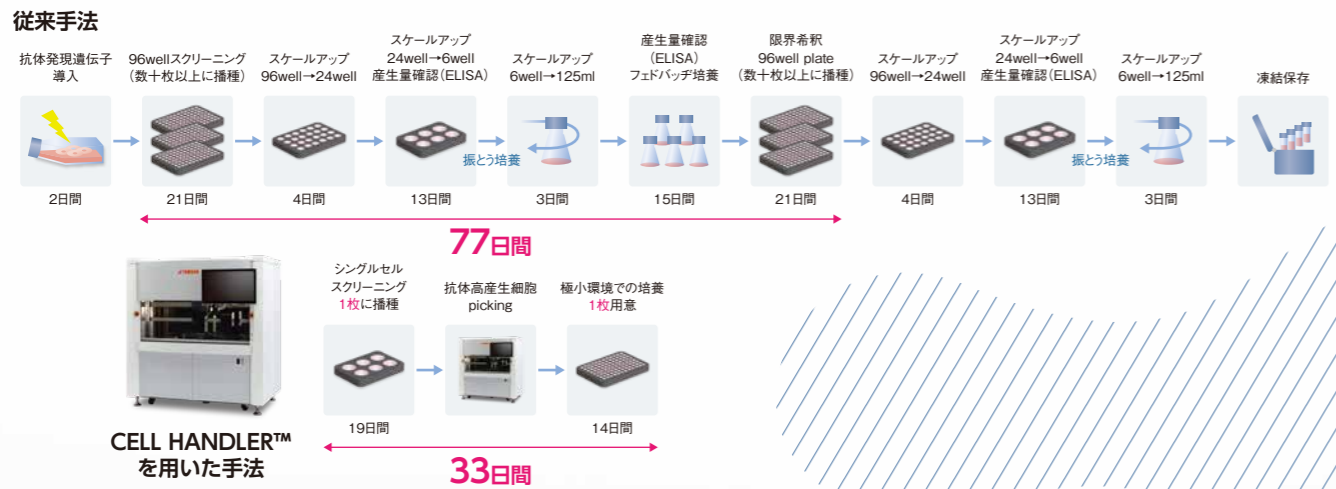 従来手法
抗体発現遺伝子
導入
96wellスクリーニング
(数十枚以上に播種)
スケールアップ
96well→24well
スケールアップ
24well→6well
産生量確認(ELISA)
スケールアップ
6well→125ml
産生量確認
(ELISA)
フェドバッチ培養
限界希釈
96well plate
(数十枚以上に播種)
スケールアップ
96well→24well
スケールアップ
24well→6well
産生量確認(ELISA)
スケールアップ
6well→125ml
凍結保存
振とう培養
振とう培養
2日間
21日間
4日間
13日間
3日間
15日間
21日間
4日間
13日間
3日間
77日間
シングルセル
スクリーニング
1枚に播種
抗体高産生細胞
picking
極小環境での培養
1枚用意
19日間
14日間
33日間
CELL HANDLER™
を用いた手法